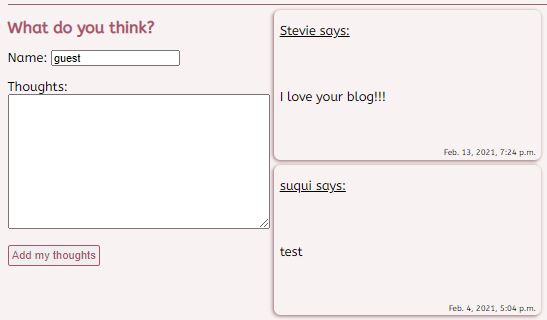 What do you think?
Name: guest
Thoughts:
Add my thoughts
Stevie says:
I love your blog!!!
Feb. 13, 2021, 7:24 p.m.
suqui says:
test
Feb. 4, 2021, 5:04 p.m.